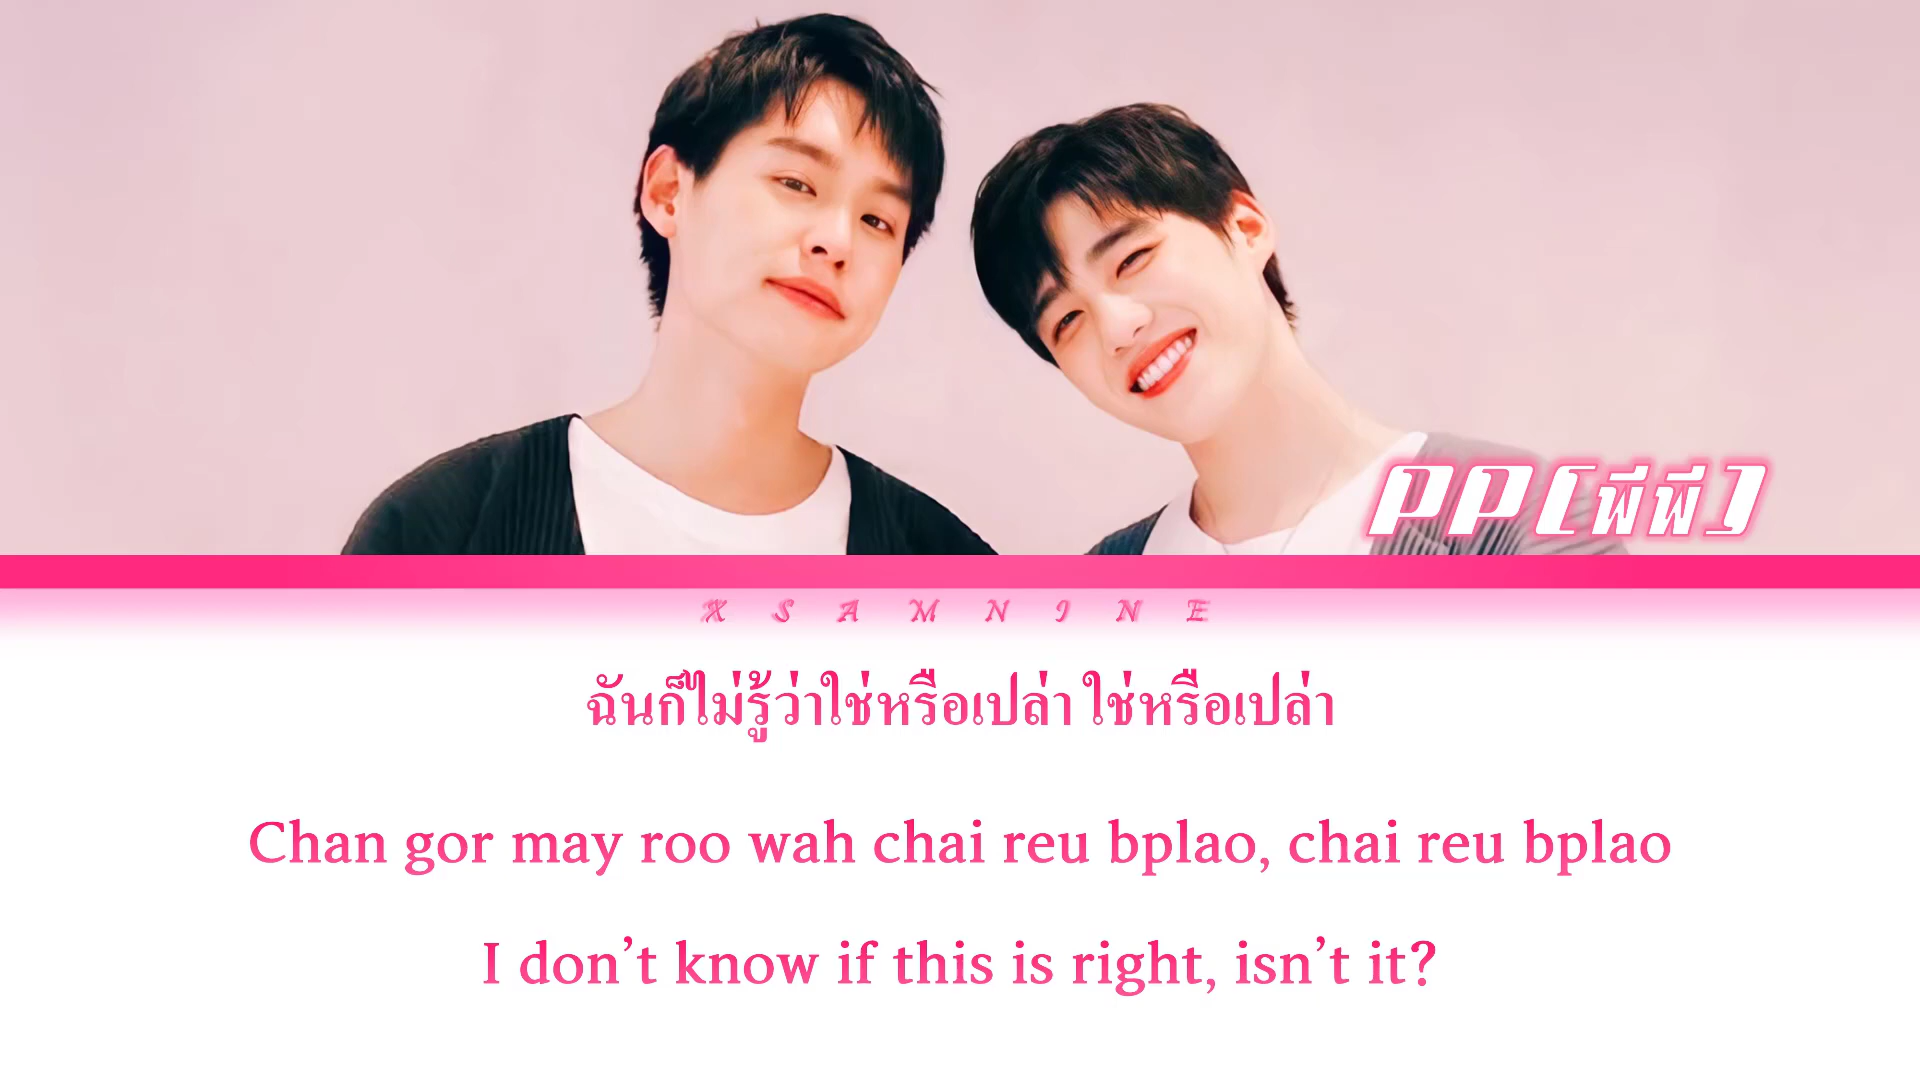 PP [พีพี]
XSAMNINE
ฉันก็ไม่รู้ว่าใช่หรือเปล่า ใช่หรือเปล่า
Chan gor may roo wah chai reu bplao, chai reu bplao
I don’t know if this is right, isn’t it?